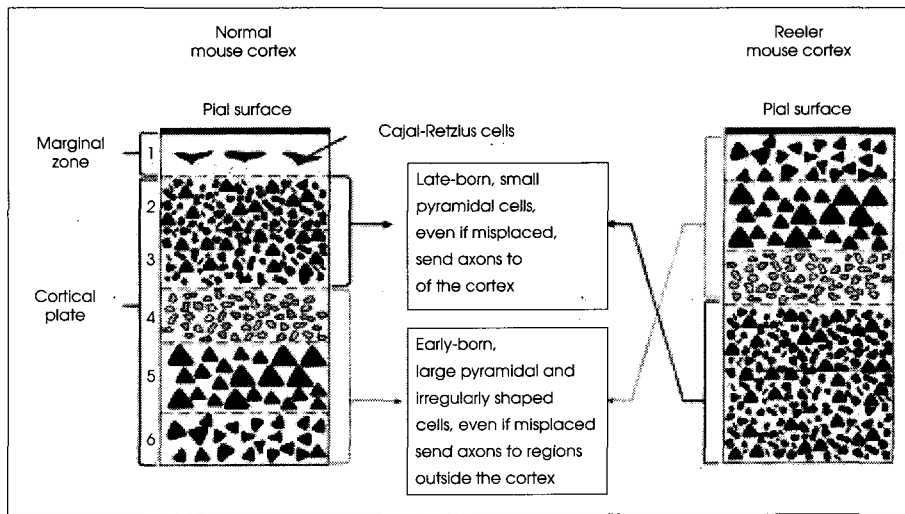 Normal
mouse cortex
Reeler
mouse cortex
Pial surface
Pial surface
Marginal
zone
1
Cajal-Retzius cells
2
3
Cortical
plate
4
5
6
Late-born, small
pyramidal cells,
even if misplaced,
send axons to
of the cortex
Early-born,
large pyramidal and
irregularly shaped
cells, even if misplaced
send axons to regions
outside the cortex